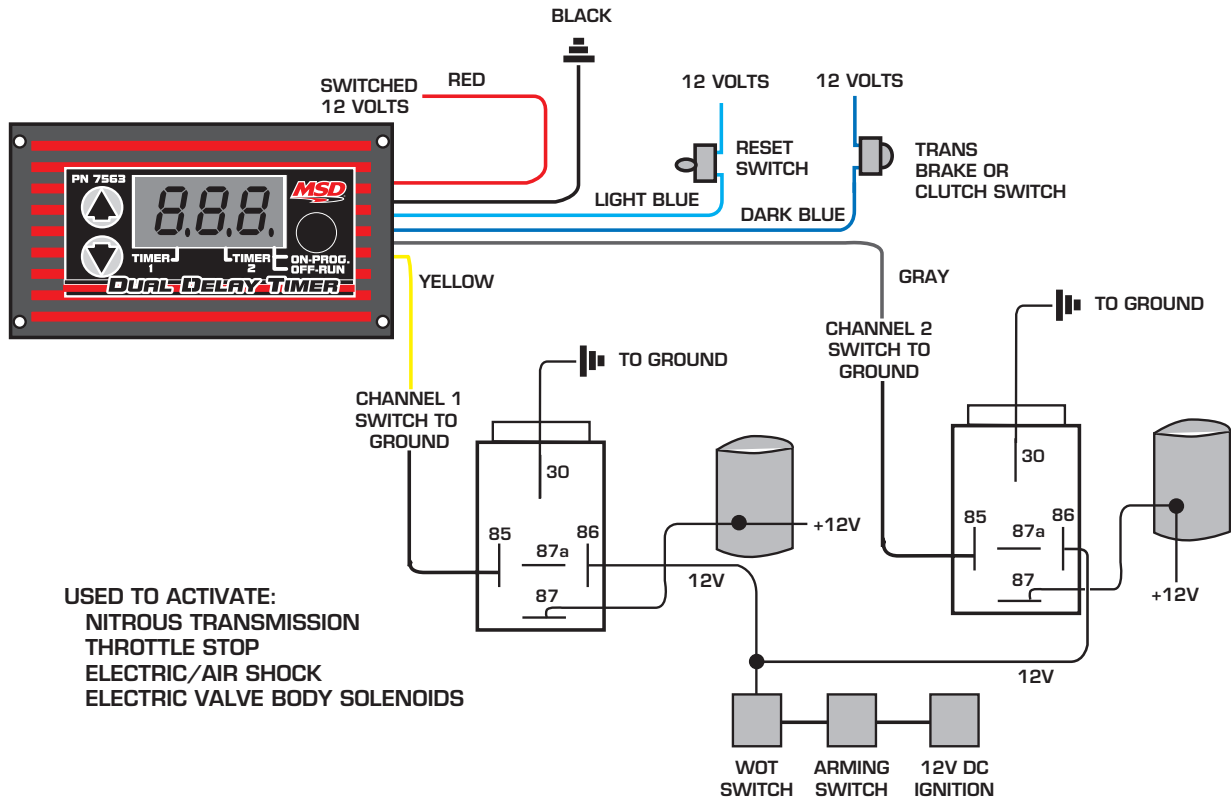 BLACK
SWITCHED
12 VOLTS
RED
12 VOLTS
12 VOLTS
RESET
SWITCH
TRANS
BRAKE OR
CLUTCH SWITCH
LIGHT BLUE
DARK BLUE
PN 7563
8.8.8.
MSD
TIMER
1
TIMER
2
ON-PROG.
OFF-RUN
DUAL DELAY TIMER
YELLOW
GRAY
CHANNEL 1
SWITCH TO
GROUND
TO GROUND
30
85
86
87a
87
+12V
12V
CHANNEL 2
SWITCH TO
GROUND
TO GROUND
30
85
86
87a
87
+12V
12V
USED TO ACTIVATE:
NITROUS TRANSMISSION
THROTTLE STOP
ELECTRIC/AIR SHOCK
ELECTRIC VALVE BODY SOLENOIDS
WOT
SWITCH
ARMING
SWITCH
12V DC
IGNITION